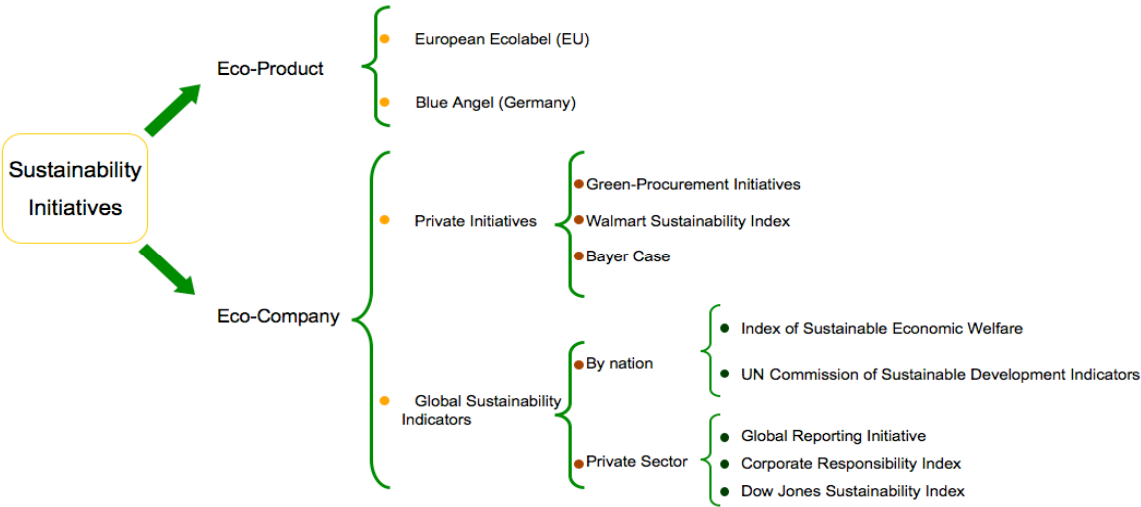 Sustainability
Initiatives
Eco-Product
European Ecolabel (EU)
Blue Angel (Germany)
Eco-Company
Private Initiatives
Green-Procurement Initiatives
Walmart Sustainability Index
Bayer Case
Global Sustainability
Indicators
By nation
Index of Sustainable Economic Welfare
UN Commission of Sustainable Development Indicators
Private Sector
Global Reporting Initiative
Corporate Responsibility Index
Dow Jones Sustainability Index